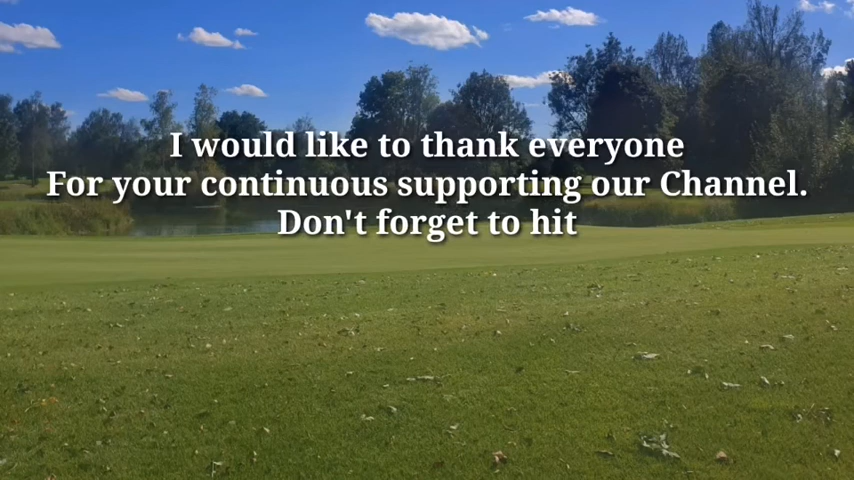 I would like to thank everyone
For your continuous supporting our Channel.
Don't forget to hit